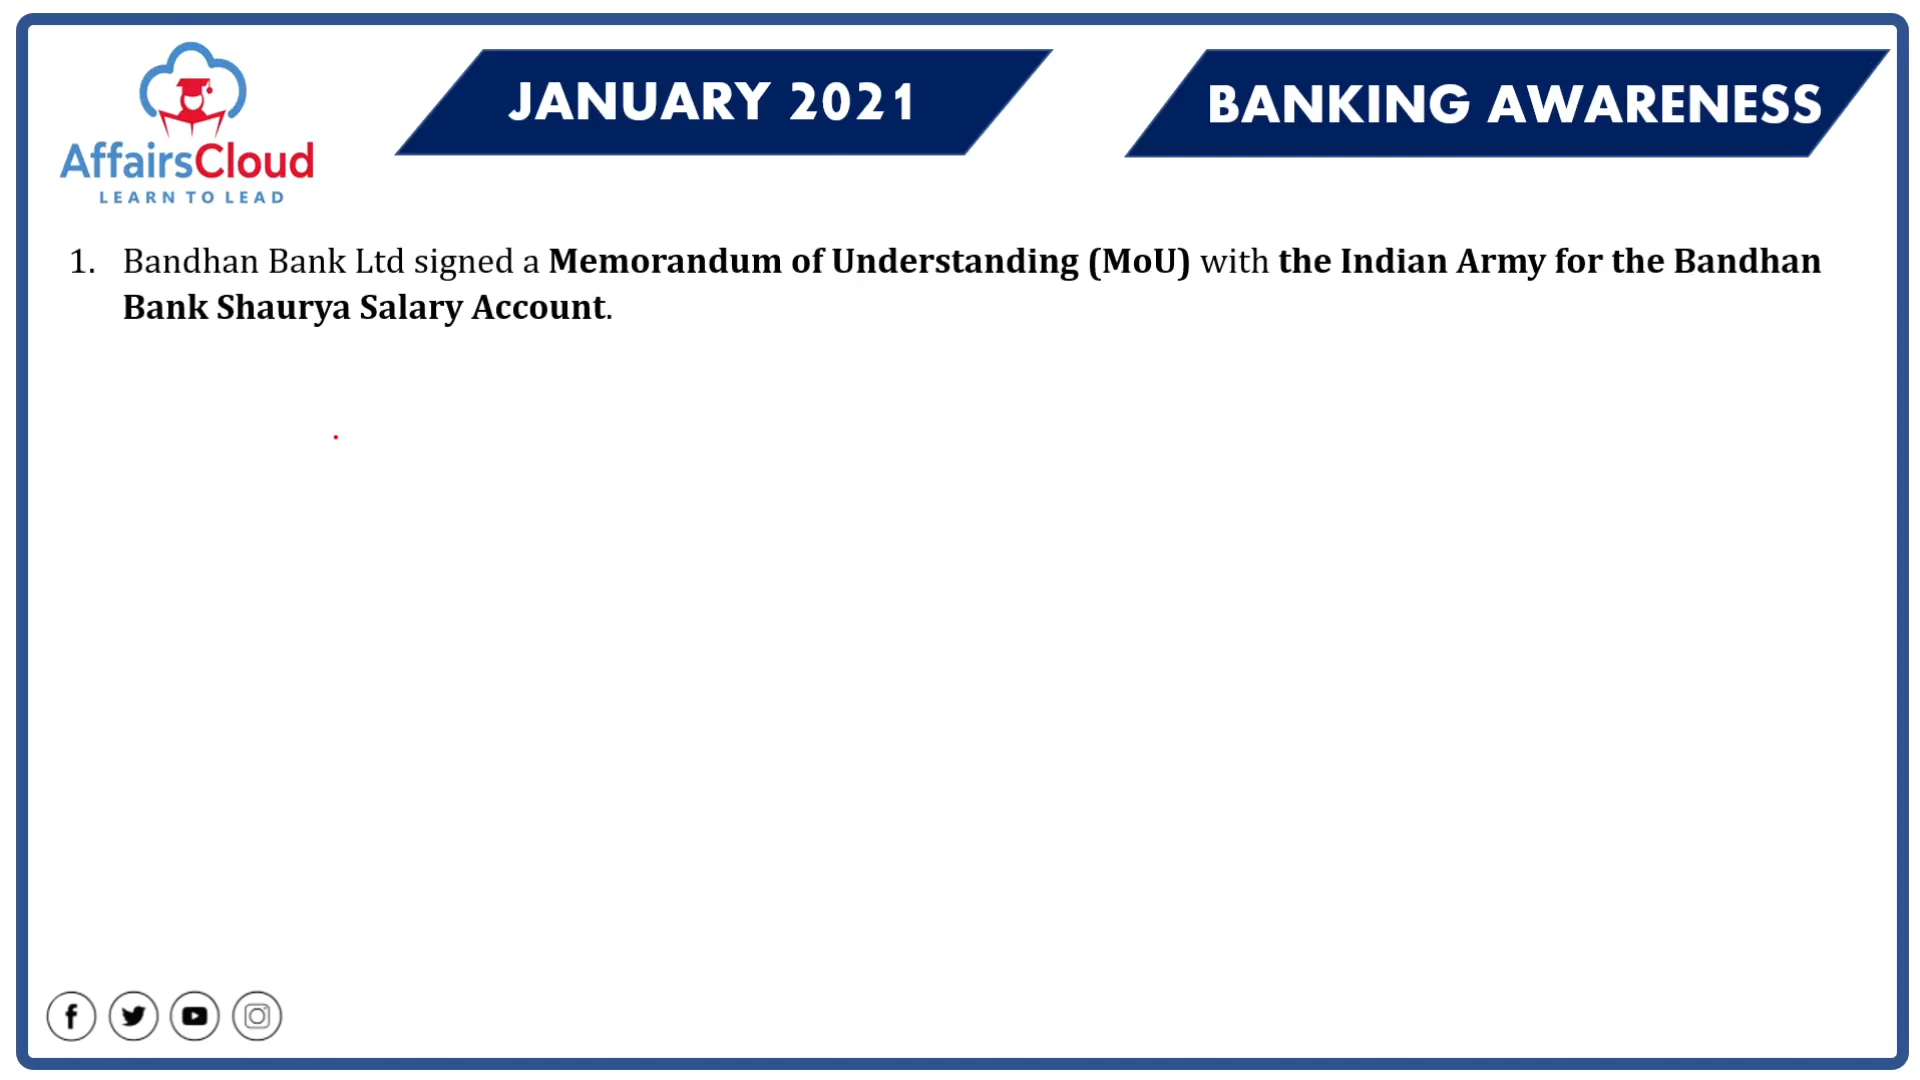 AffairsCloud
LEARN TO LEAD
JANUARY 2021
BANKING AWARENESS
1. Bandhan Bank Ltd signed a Memorandum of Understanding (MoU) with the Indian Army for the Bandhan
Bank Shaurya Salary Account.